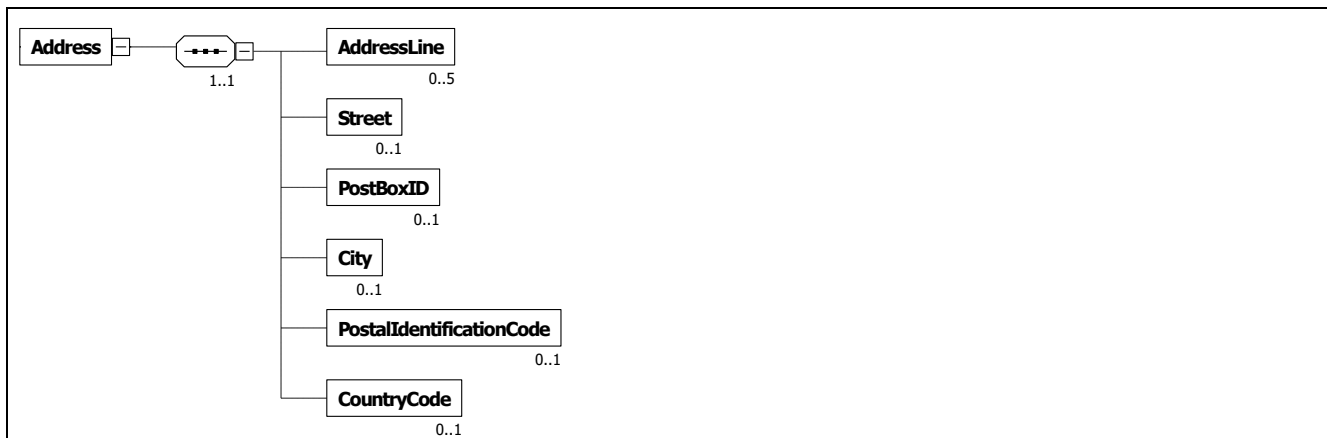 Address
1..1
AddressLine
0..5
Street
0..1
PostBoxID
0..1
City
0..1
PostalIdentificationCode
0..1
CountryCode
0..1